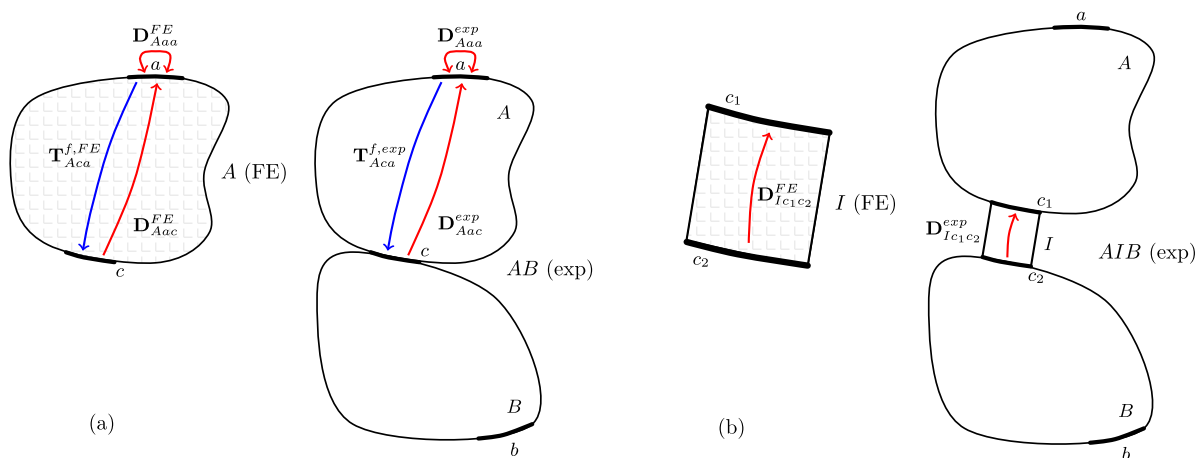 D^{FE}_{Aaa}
a
T^{f,FE}_{Aca}
D^{FE}_{Aac}
A (FE)
c
(a)
D^{exp}_{Aaa}
a
A
T^{f,exp}_{Aca}
D^{exp}_{Aac}
c
AB (exp)
B
b
c_1
D^{FE}_{Ic_1c_2}
I (FE)
c_2
(b)
a
A
c_1
D^{exp}_{Ic_1c_2}
I
AIB (exp)
c_2
B
b